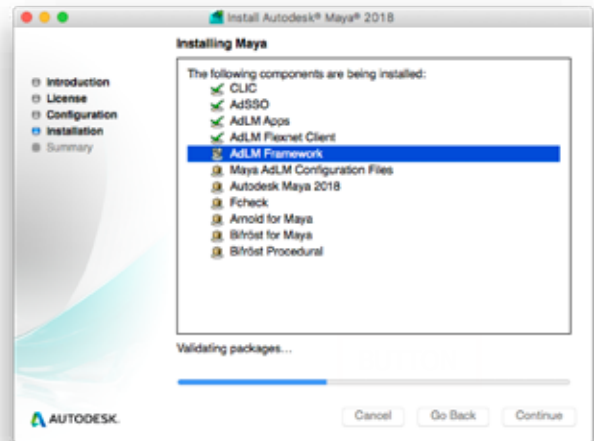 Install Autodesk® Maya® 2018
Installing Maya
Introduction
License
Configuration
Installation
Summary
The following components are being installed:
CLIC
AdSSO
AdLM Apps
AdLM Flexnet Client
AdLM Framework
Maya AdLM Configuration Files
Autodesk Maya 2018
Fcheck
Arnold for Maya
Bifröst for Maya
Bifröst Procedural
Validating packages...
AUTODESK.
Cancel
Go Back
Continue